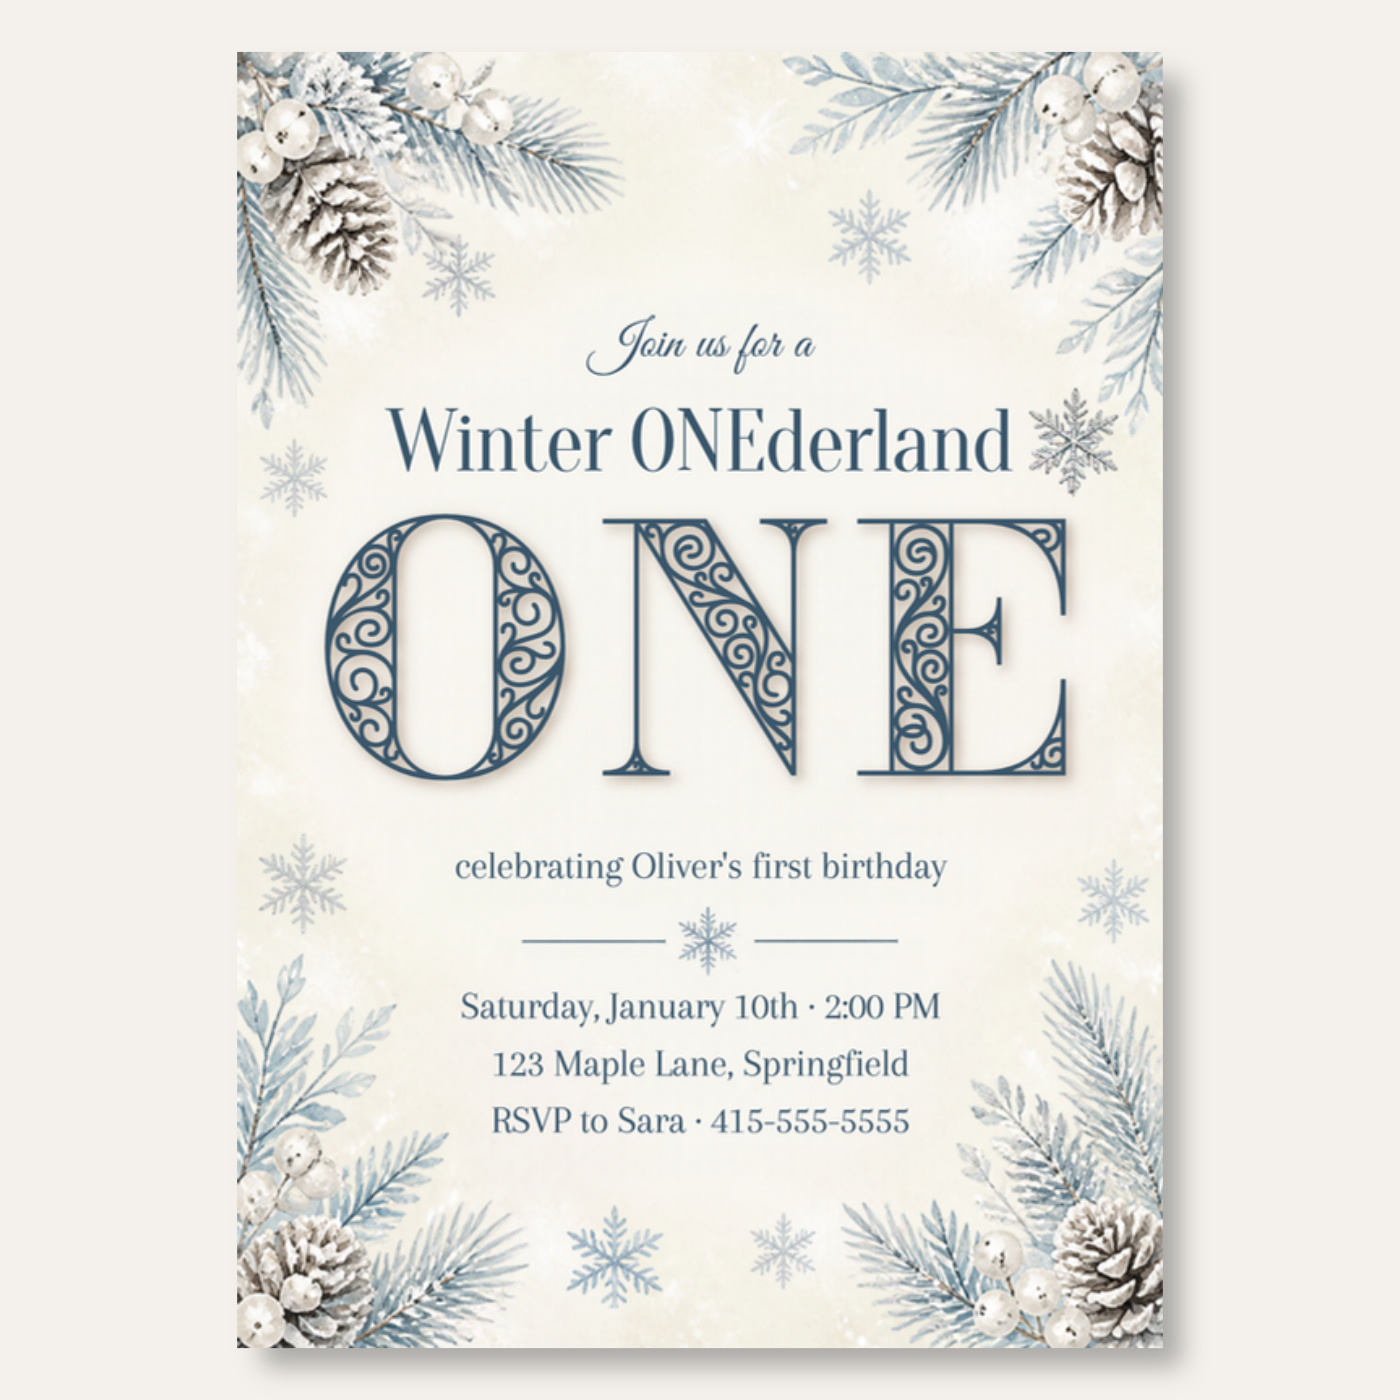 Join us for a
Winter ONEderland
ONE
celebrating Oliver's first birthday
Saturday, January 10th · 2:00 PM
123 Maple Lane, Springfield
RSVP to Sara · 415-555-5555